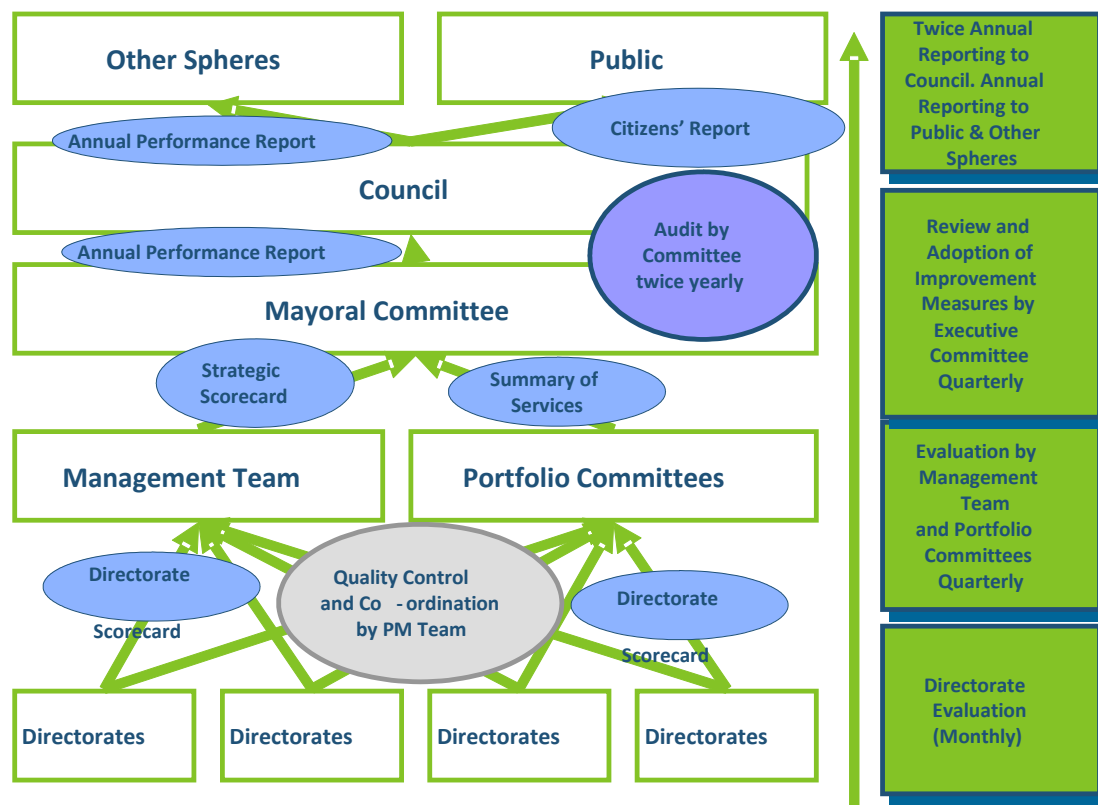 Other Spheres
Public
Annual Performance Report
Citizens' Report
Council
Annual Performance Report
Audit by
Committee
twice yearly
Mayoral Committee
Strategic
Scorecard
Summary of
Services
Management Team
Portfolio Committees
Directorate
Scorecard
Quality Control
and Co -ordination
by PM Team
Directorate
Scorecard
Directorates
Directorates
Directorates
Directorates
Twice Annual
Reporting to
Council. Annual
Reporting to
Public & Other
Spheres
Review and
Adoption of
Improvement
Measures by
Executive
Committee
Quarterly
Evaluation by
Management
Team
and Portfolio
Committees
Quarterly
Directorate
Evaluation
(Monthly)